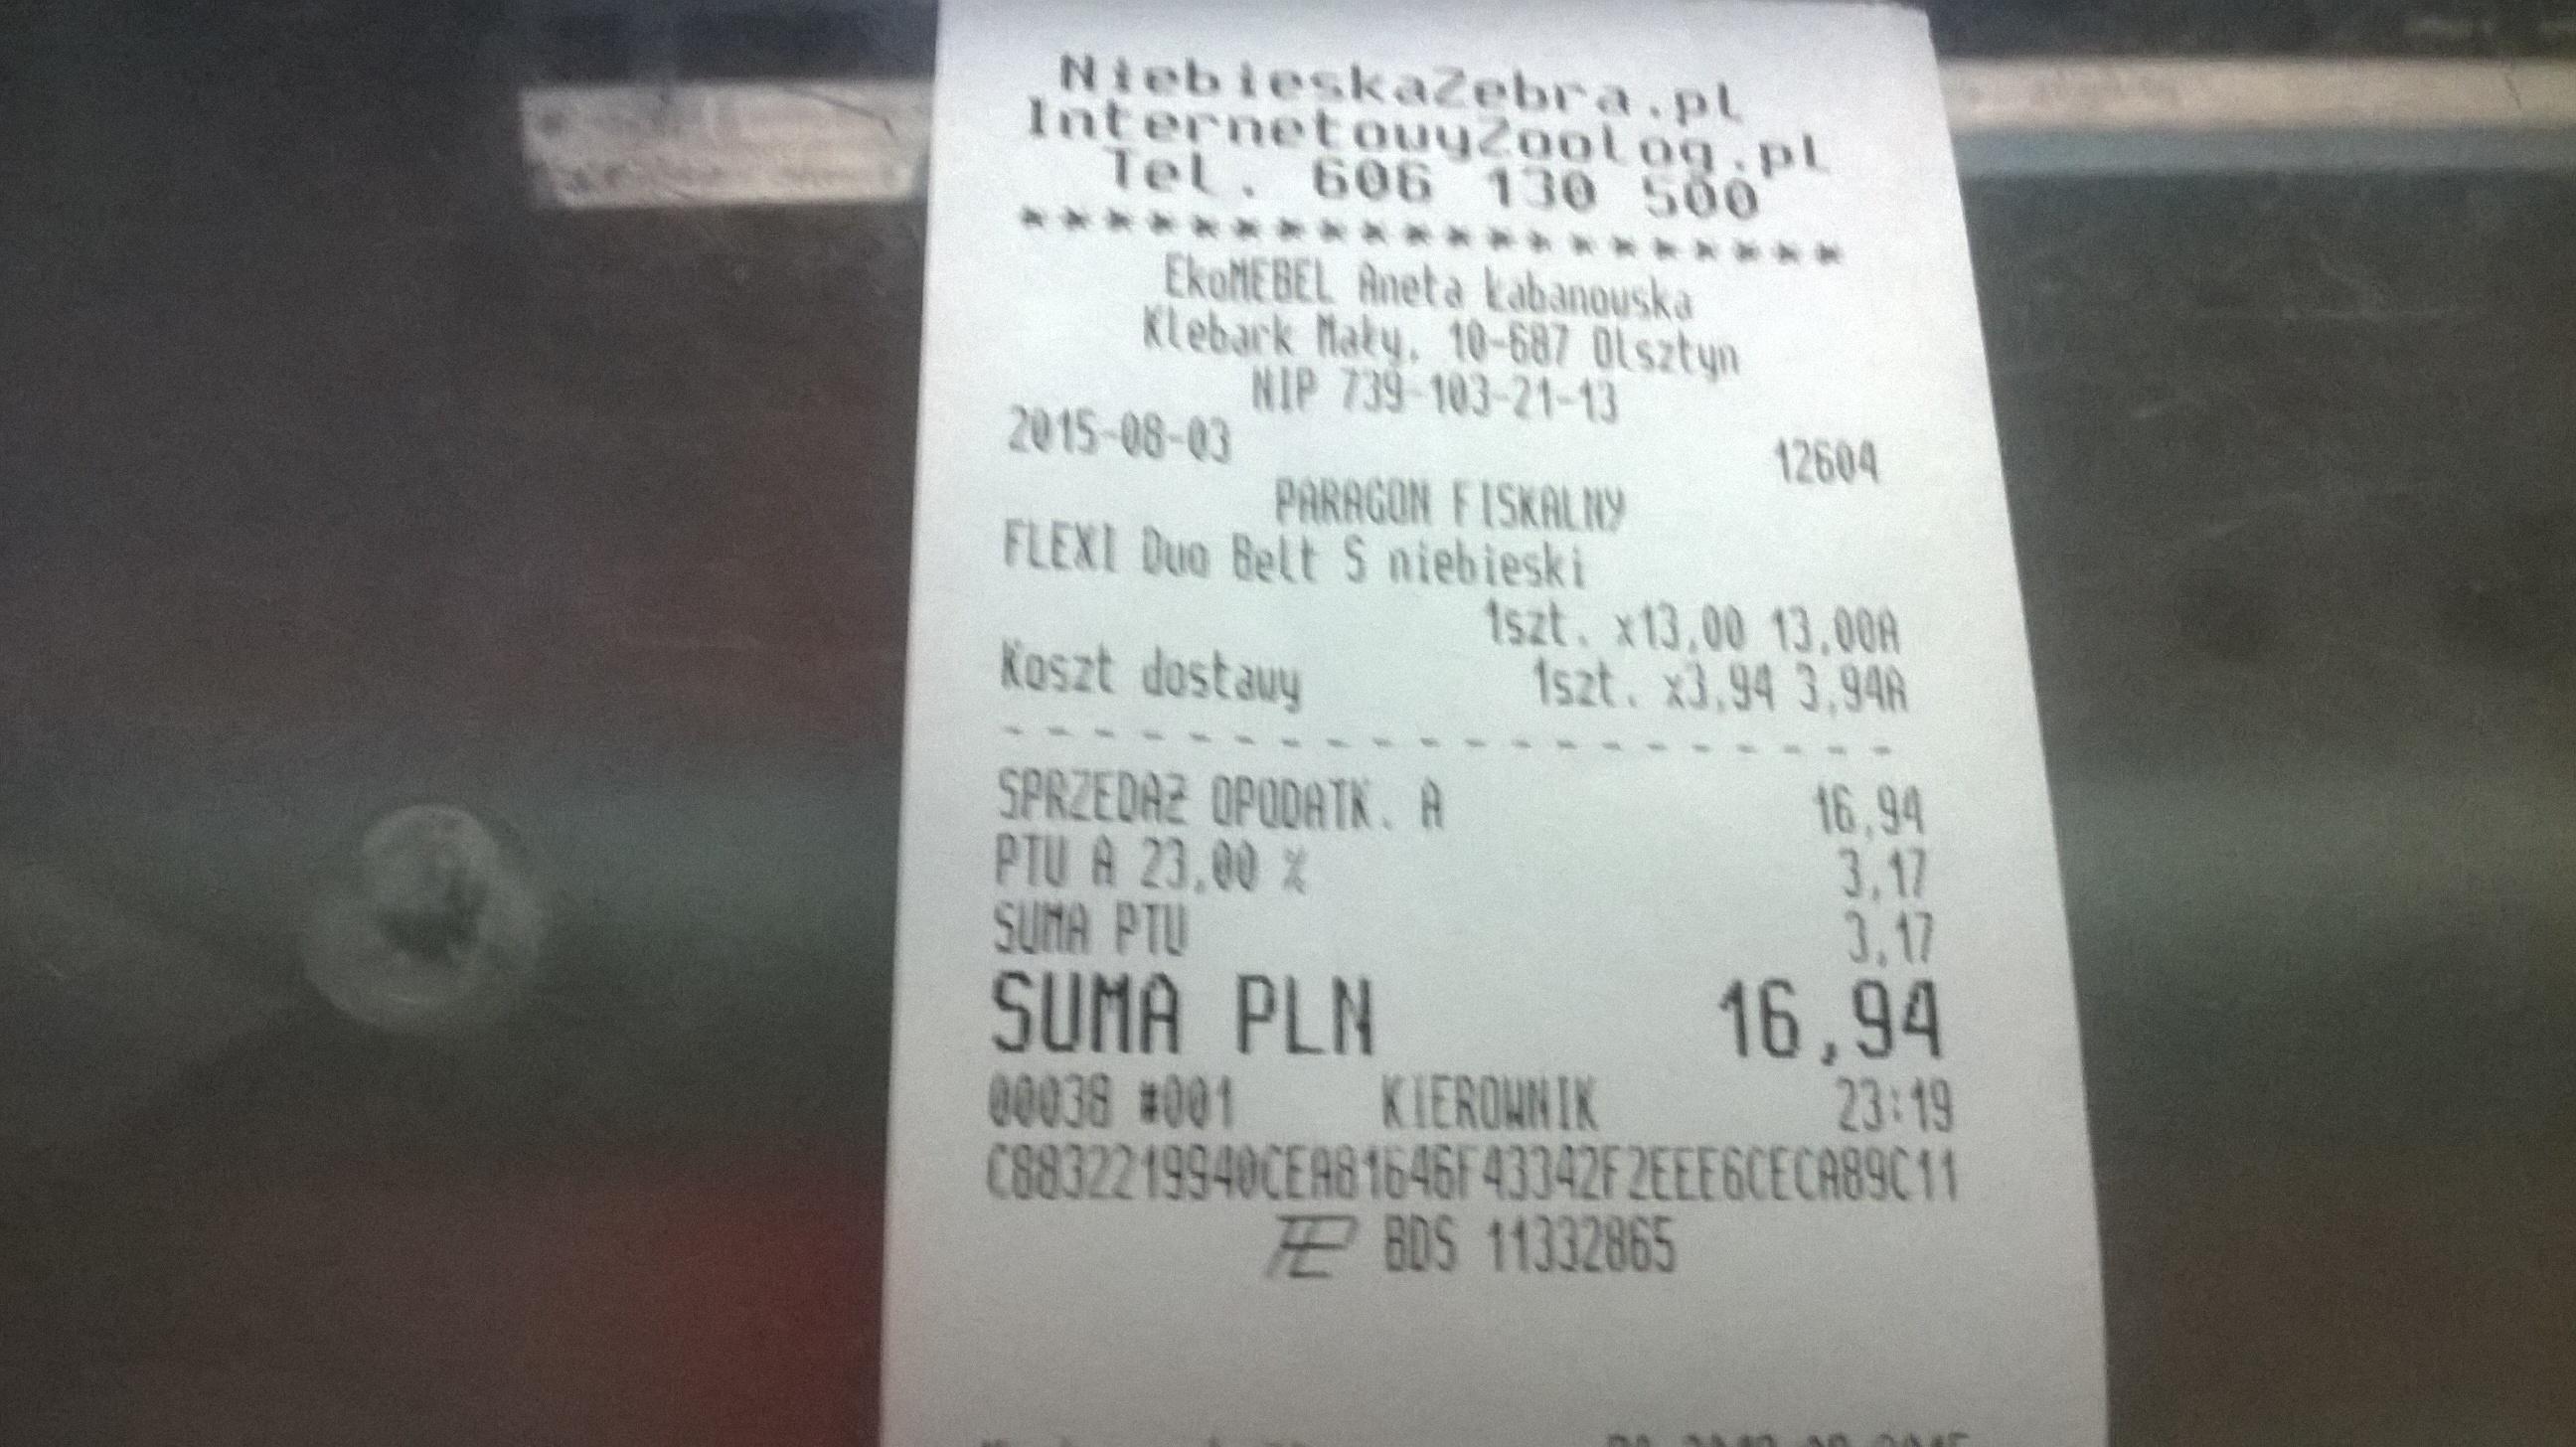 NiebieskaZebra.pl
InternetowyZoolog.pl
Tel. 606 130 500
********************
EkoMEBEL Aneta Łabanowska
Klebark Mały, 10-687 Olsztyn
NIP 739-103-21-13
2015-08-03 12604
PARAGON FISKALNY
FLEXI Duo Belt S niebieski
1szt. x13,00 13,00A
Koszt dostawy 1szt. x3,94 3,94A
- - - - - - - - - - - - - - - - - - - -
SPRZEDAŻ OPODATK. A 16,94
PTU A 23,00 % 3,17
SUMA PTU 3,17
SUMA PLN 16,94
00038 #001 KIEROWNIK 23:19
C8832219940CEA81646F43342F2EEE6CECA89C11
BDS 11332865